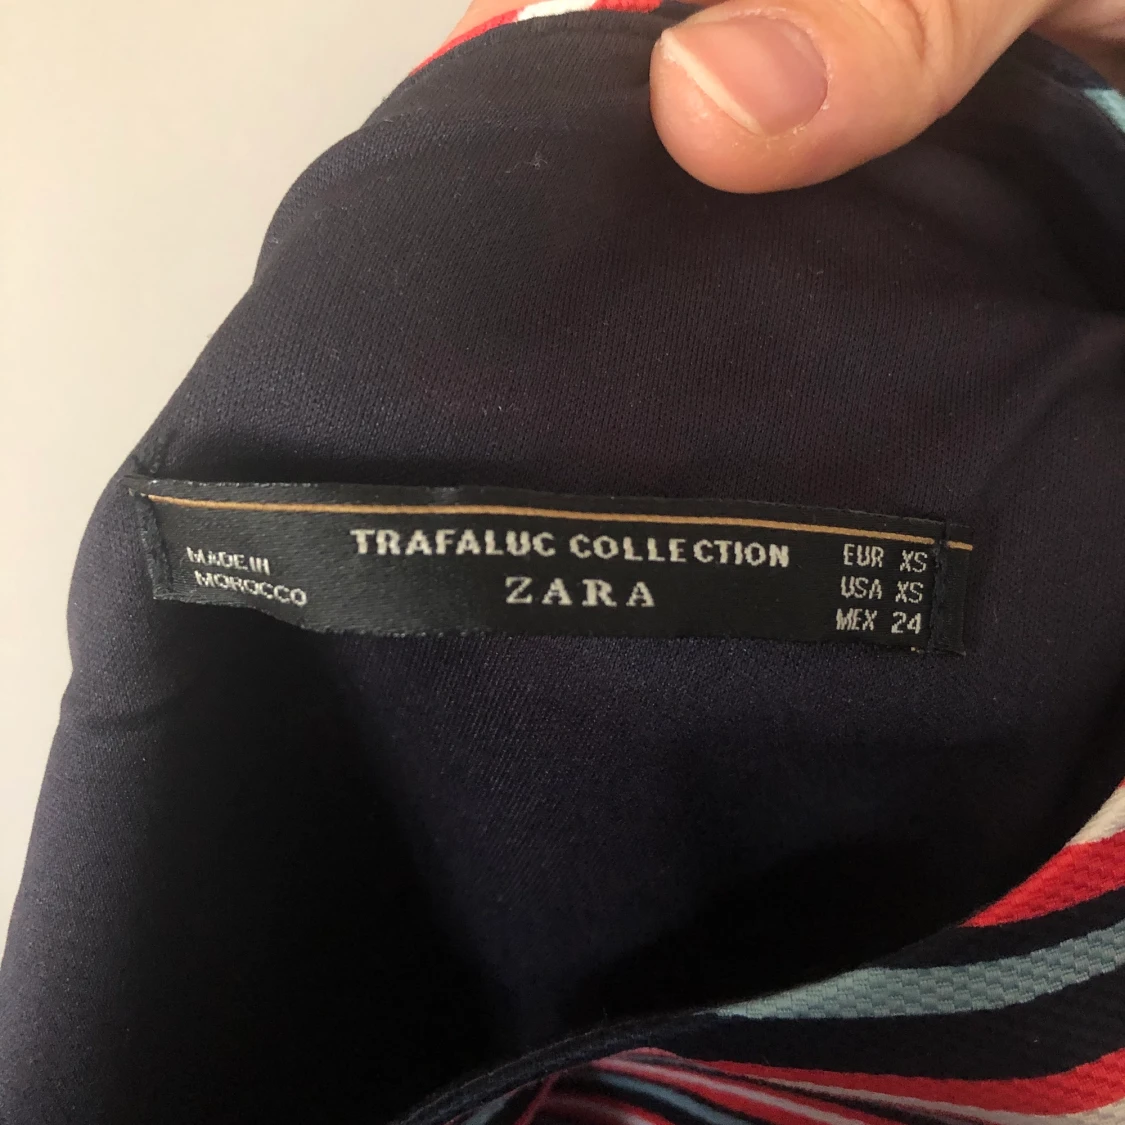 MADE IN
MOROCCO
TRAFALUC COLLECTION
ZARA
EUR XS
USA XS
MEX 24